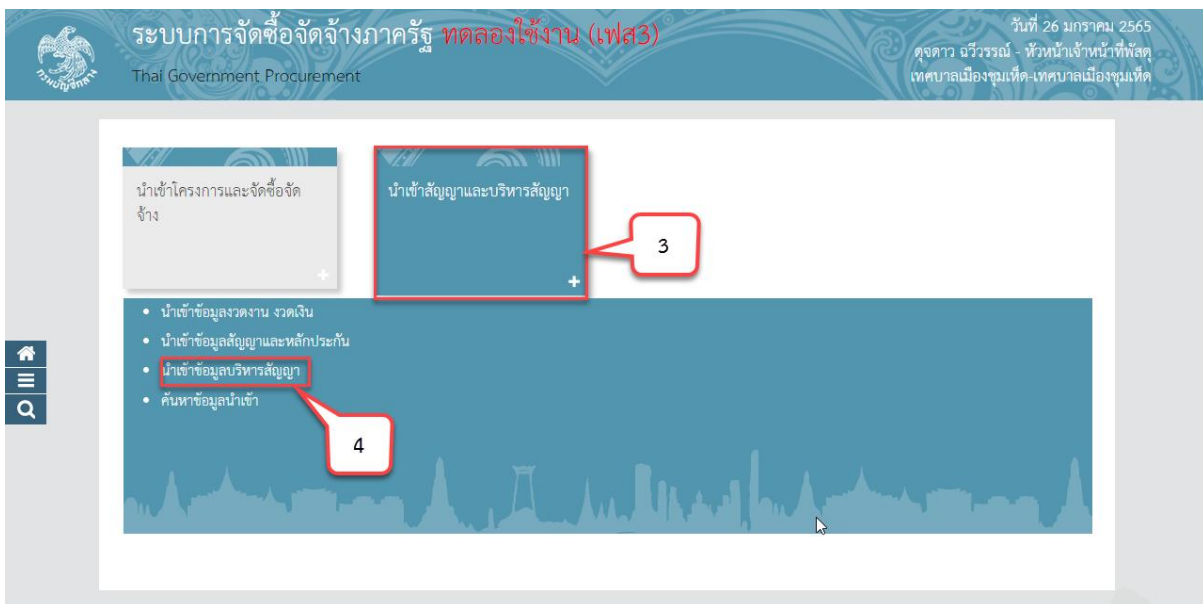 ระบบการจัดซื้อจัดจ้างภาครัฐ ทดลองใช้งาน (เฟส3)
Thai Government Procurement
วันที่ 26 มกราคม 2565
ดุจดาว ฉวีวรรณ์ - หัวหน้าเจ้าหน้าที่พัสดุ
เทศบาลเมืองขุมเห็ด-เทศบาลเมืองขุมเห็ด
กรมบัญชีกลาง
นำเข้าโครงการและจัดซื้อจัด
จ้าง
นำเข้าสัญญาและบริหารสัญญา
3
นำเข้าข้อมูลงวดงาน งวดเงิน
นำเข้าข้อมูลสัญญาและหลักประกัน
นำเข้าข้อมูลบริหารสัญญา
ค้นหาข้อมูลนำเข้า
4